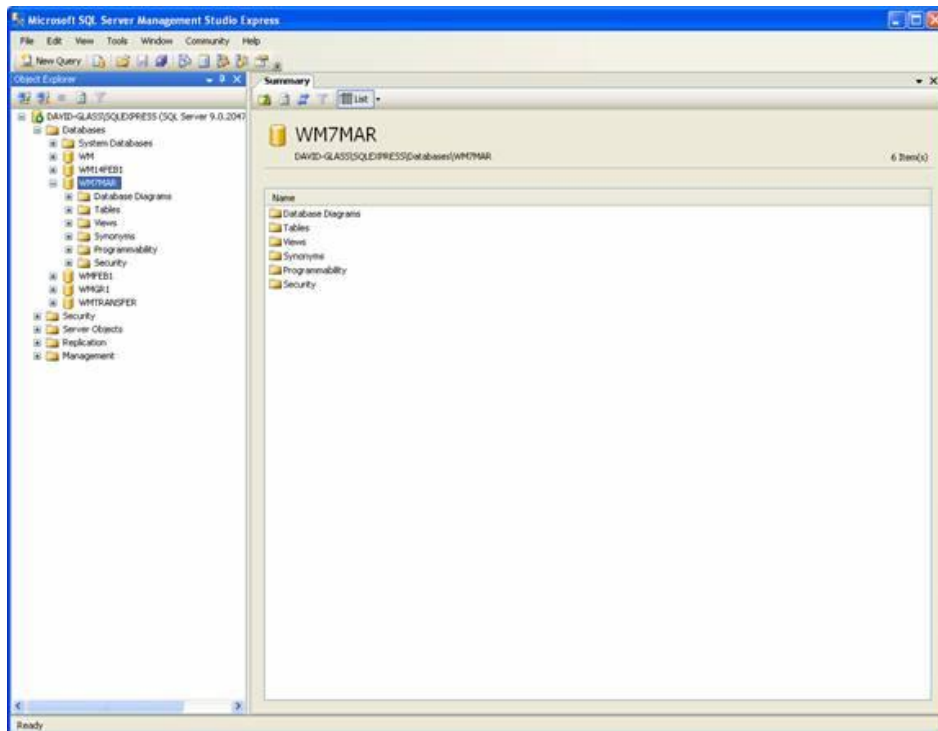 Microsoft SQL Server Management Studio Express
File Edit View Tools Window Community Help
New Query
Object Explorer
DAVID-GLASS\SQLEXPRESS (SQL Server 9.0.2047
Databases
System Databases
WM
WM14FEB1
WM7MAR
Database Diagrams
Tables
Views
Synonyms
Programmability
Security
WMFEB1
WMGR1
WMTRANSFER
Security
Server Objects
Replication
Management
Summary
List
WM7MAR
DAVID-GLASS\SQLEXPRESS\Databases\WM7MAR
6 Item(s)
Name
Database Diagrams
Tables
Views
Synonyms
Programmability
Security
Ready